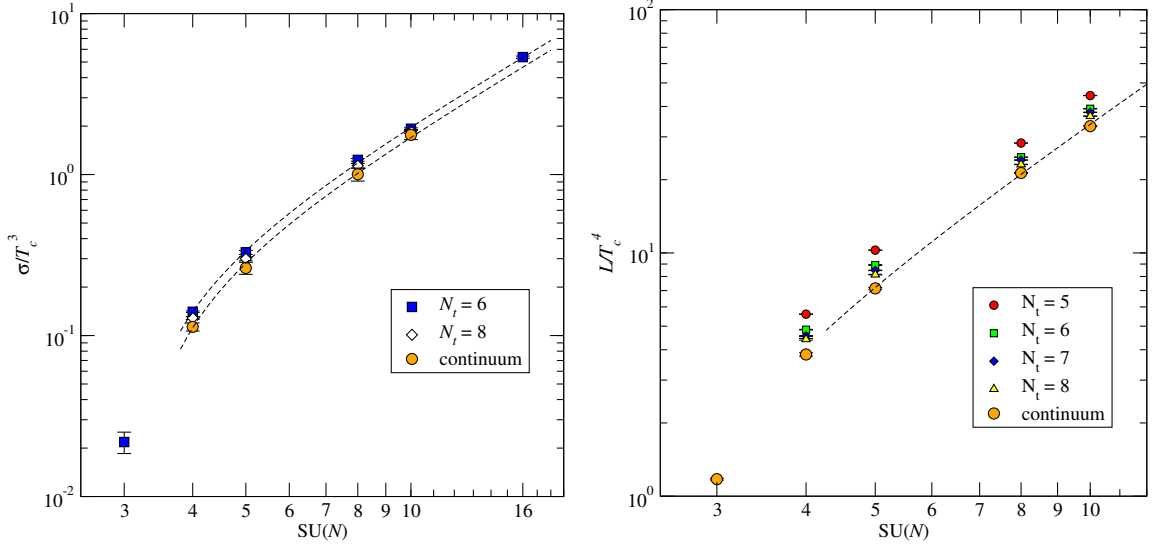 10^1
10^0
10^-1
10^-2
σ/T_c^3
3 4 5 6 7 8 9 10 16
SU(N)
N_t = 6
N_t = 8
continuum
10^2
10^1
10^0
L/T_c^4
3 4 5 6 7 8 9 10
SU(N)
N_t = 5
N_t = 6
N_t = 7
N_t = 8
continuum